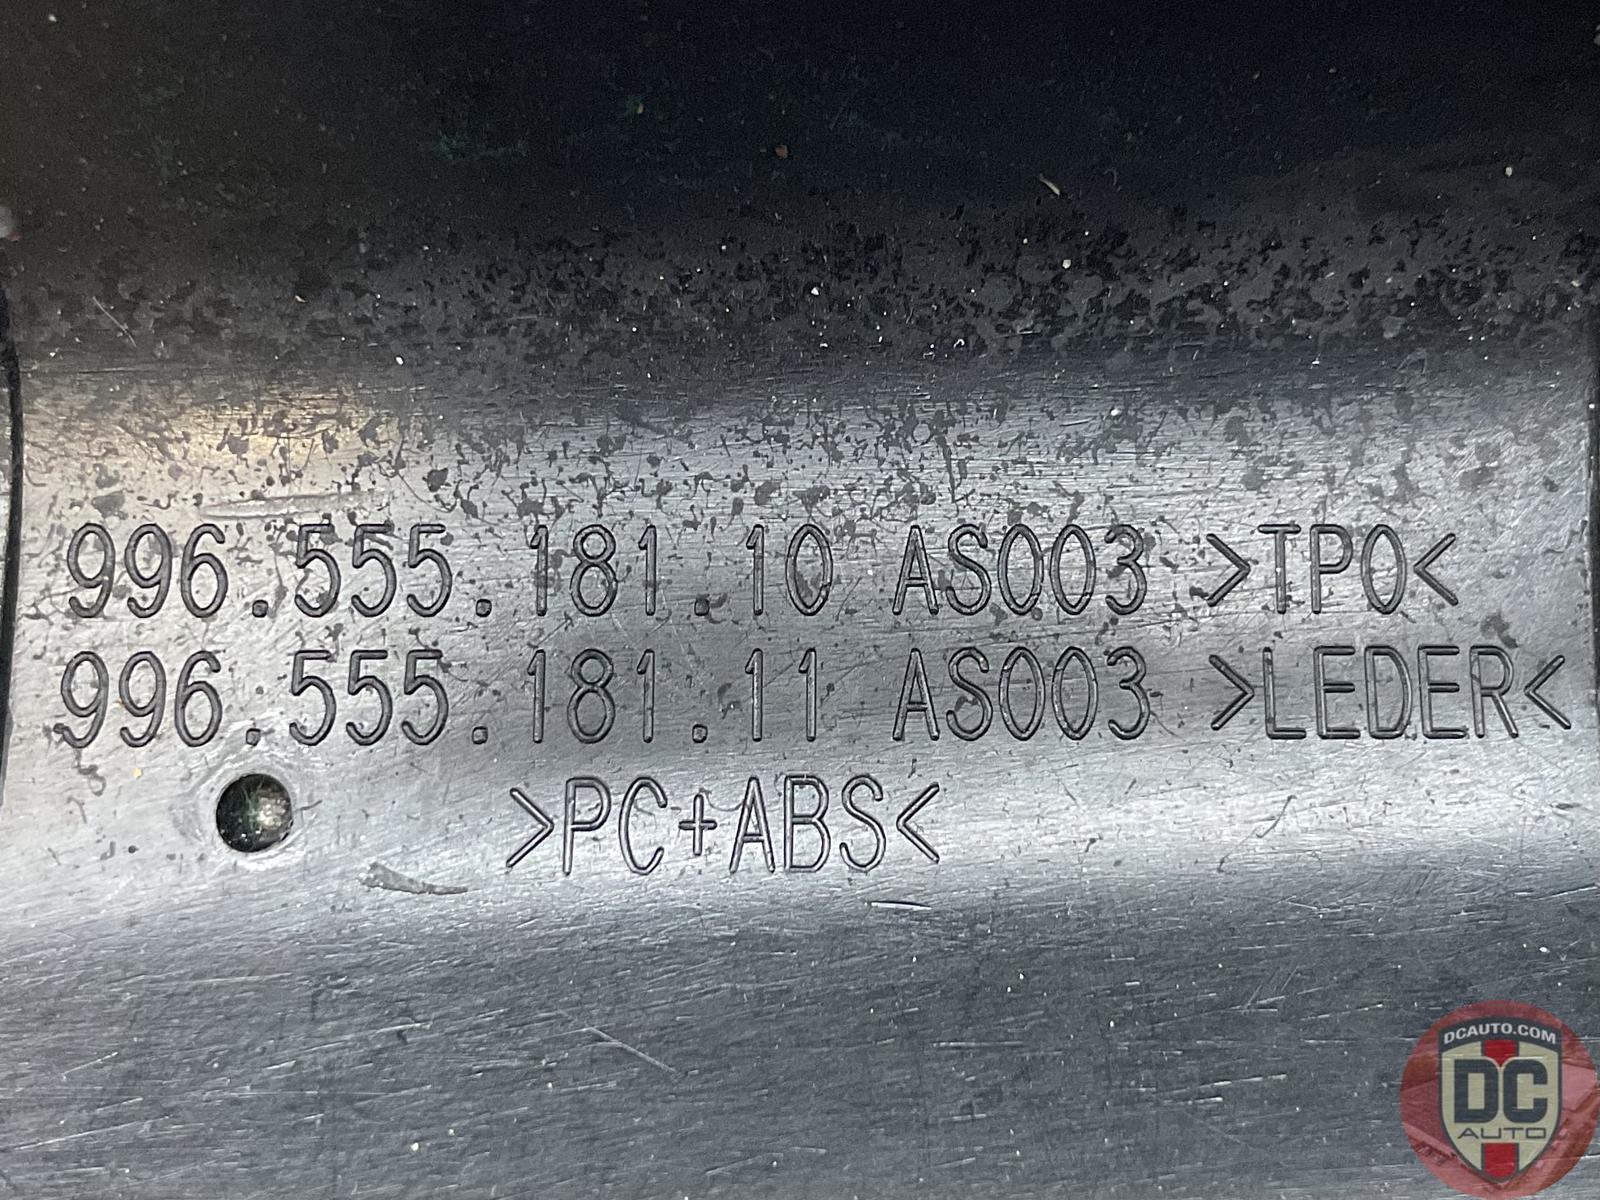 996.555.181.10 AS003 >TPO<
996.555.181.11 AS003 >LEDER<
>PC+ABS<
DCAUTO.COM
DC
AUTO